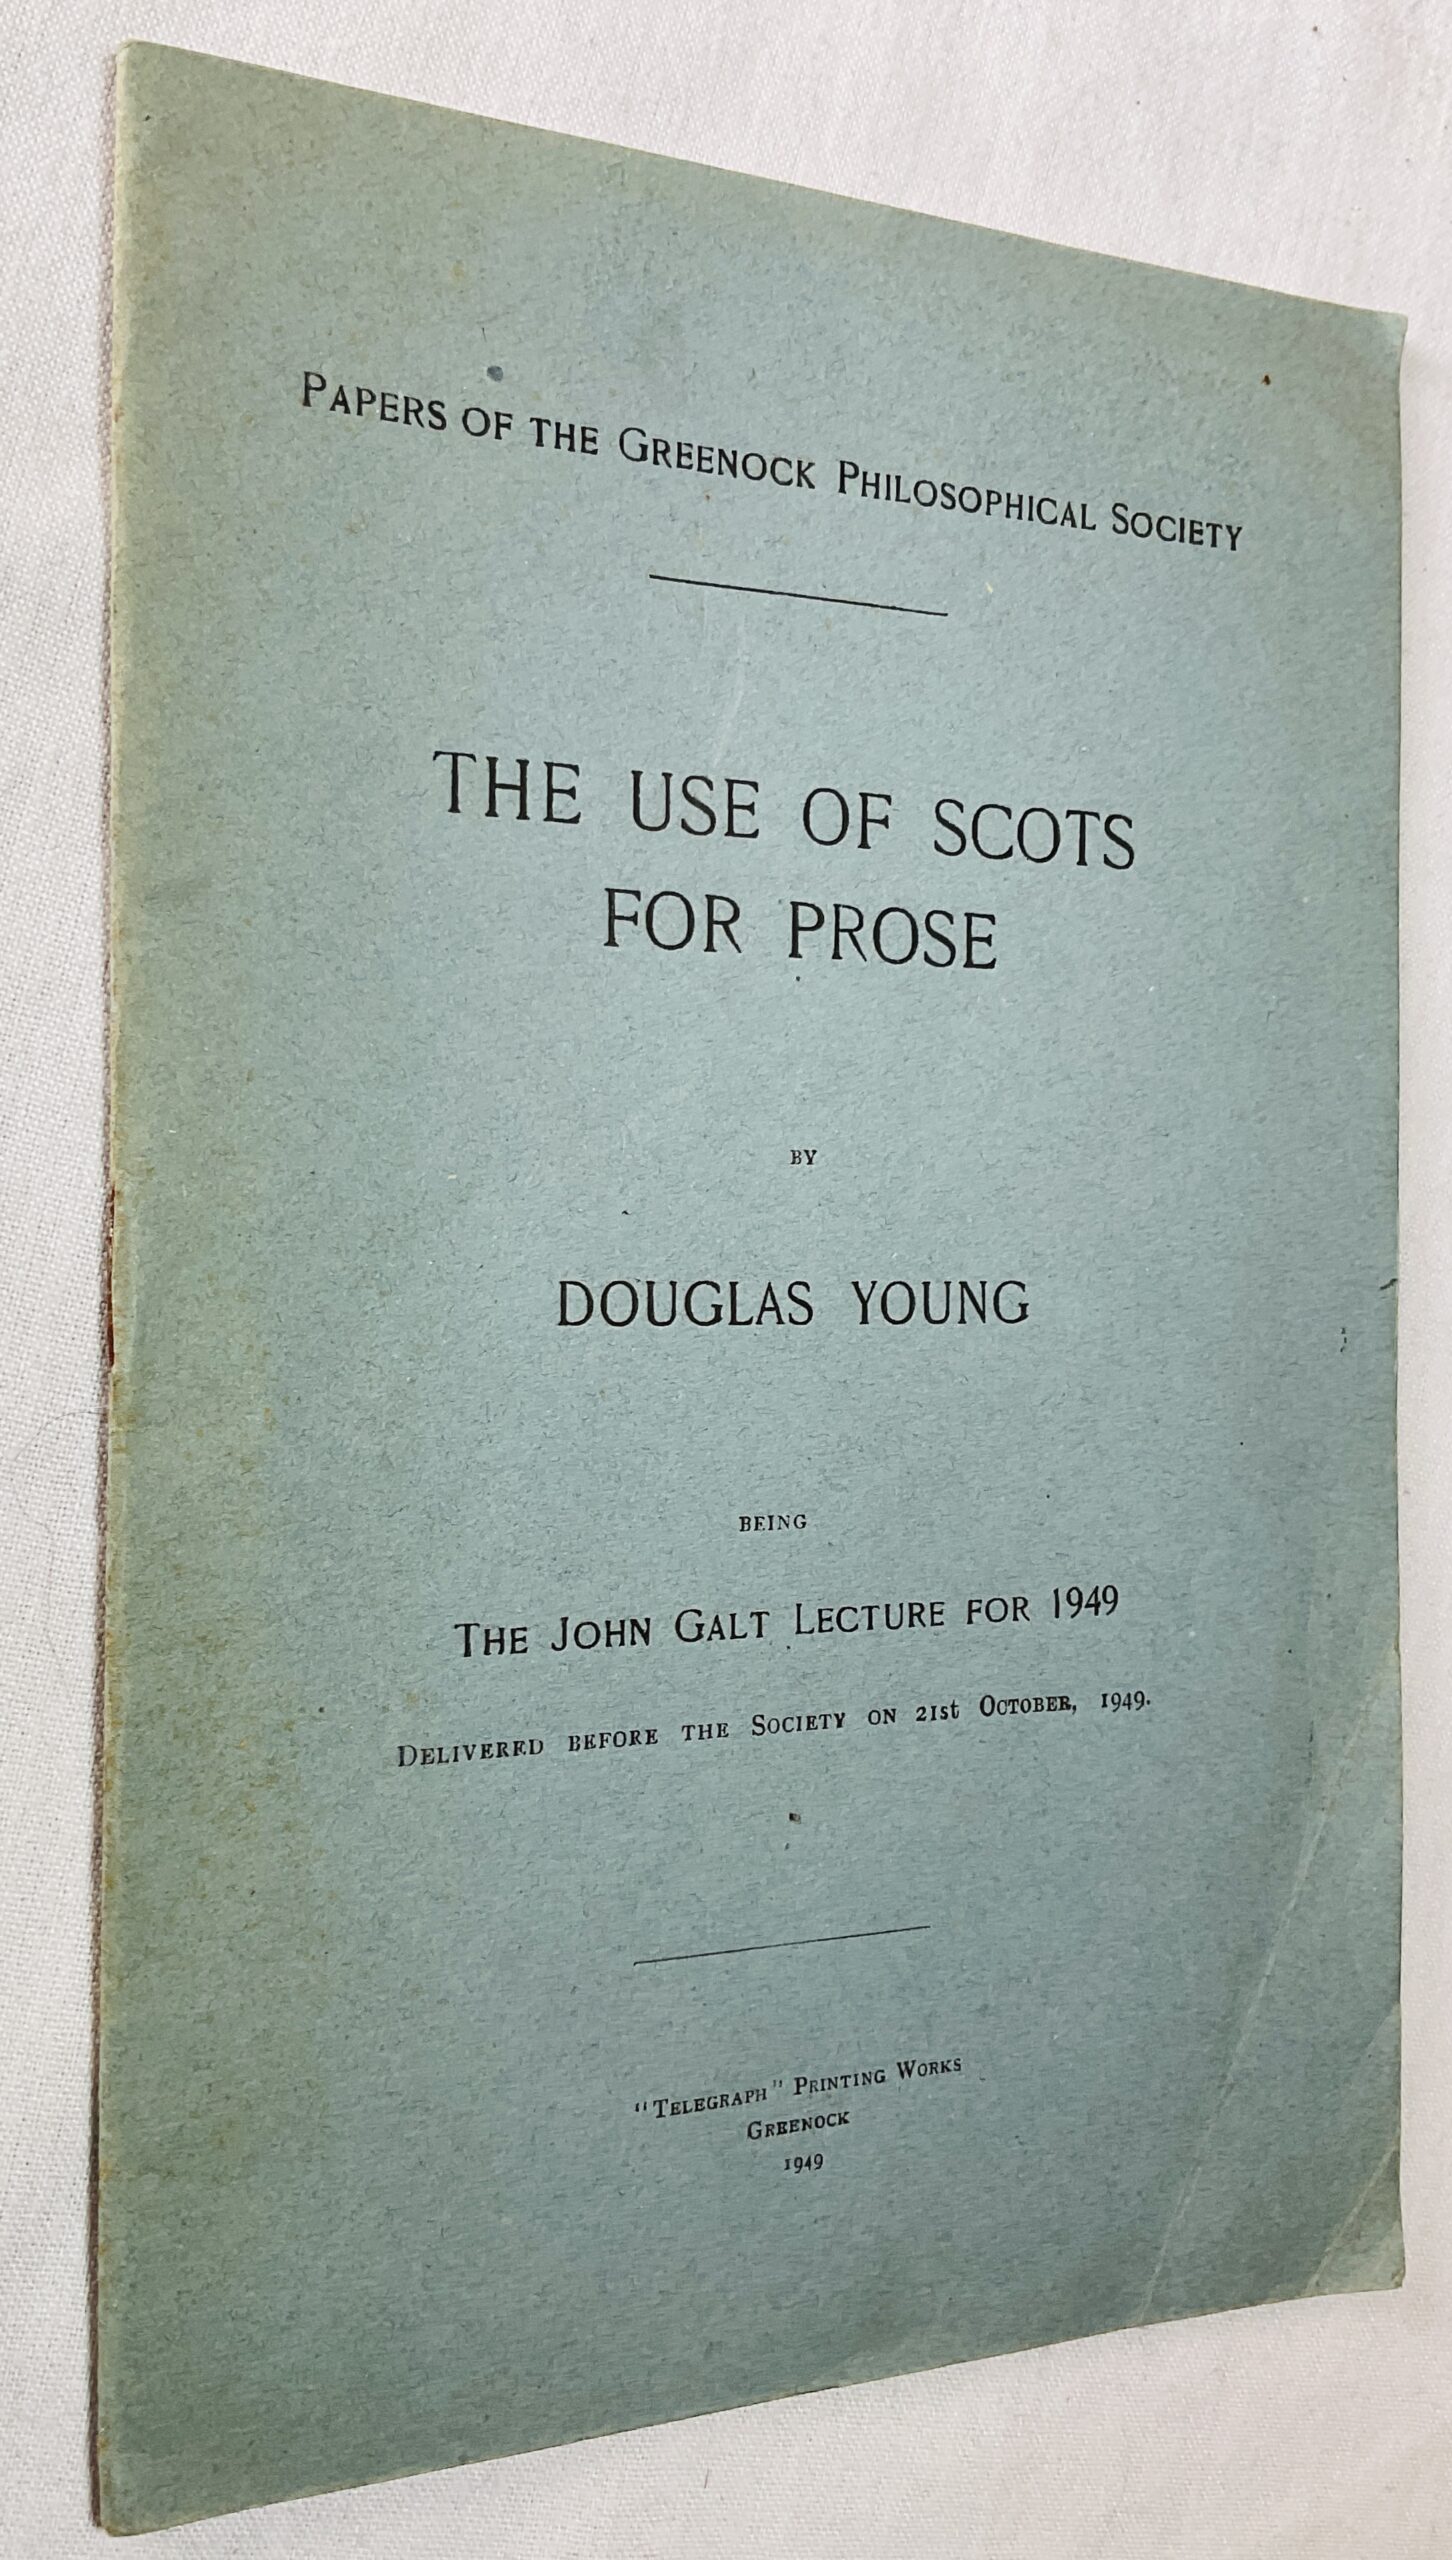 PAPERS OF THE GREENOCK PHILOSOPHICAL SOCIETY
THE USE OF SCOTS
FOR PROSE
BY
DOUGLAS YOUNG
BEING
THE JOHN GALT LECTURE FOR 1949
DELIVERED BEFORE THE SOCIETY ON 21st OCTOBER, 1949.
"TELEGRAPH" PRINTING WORKS
GREENOCK
1949